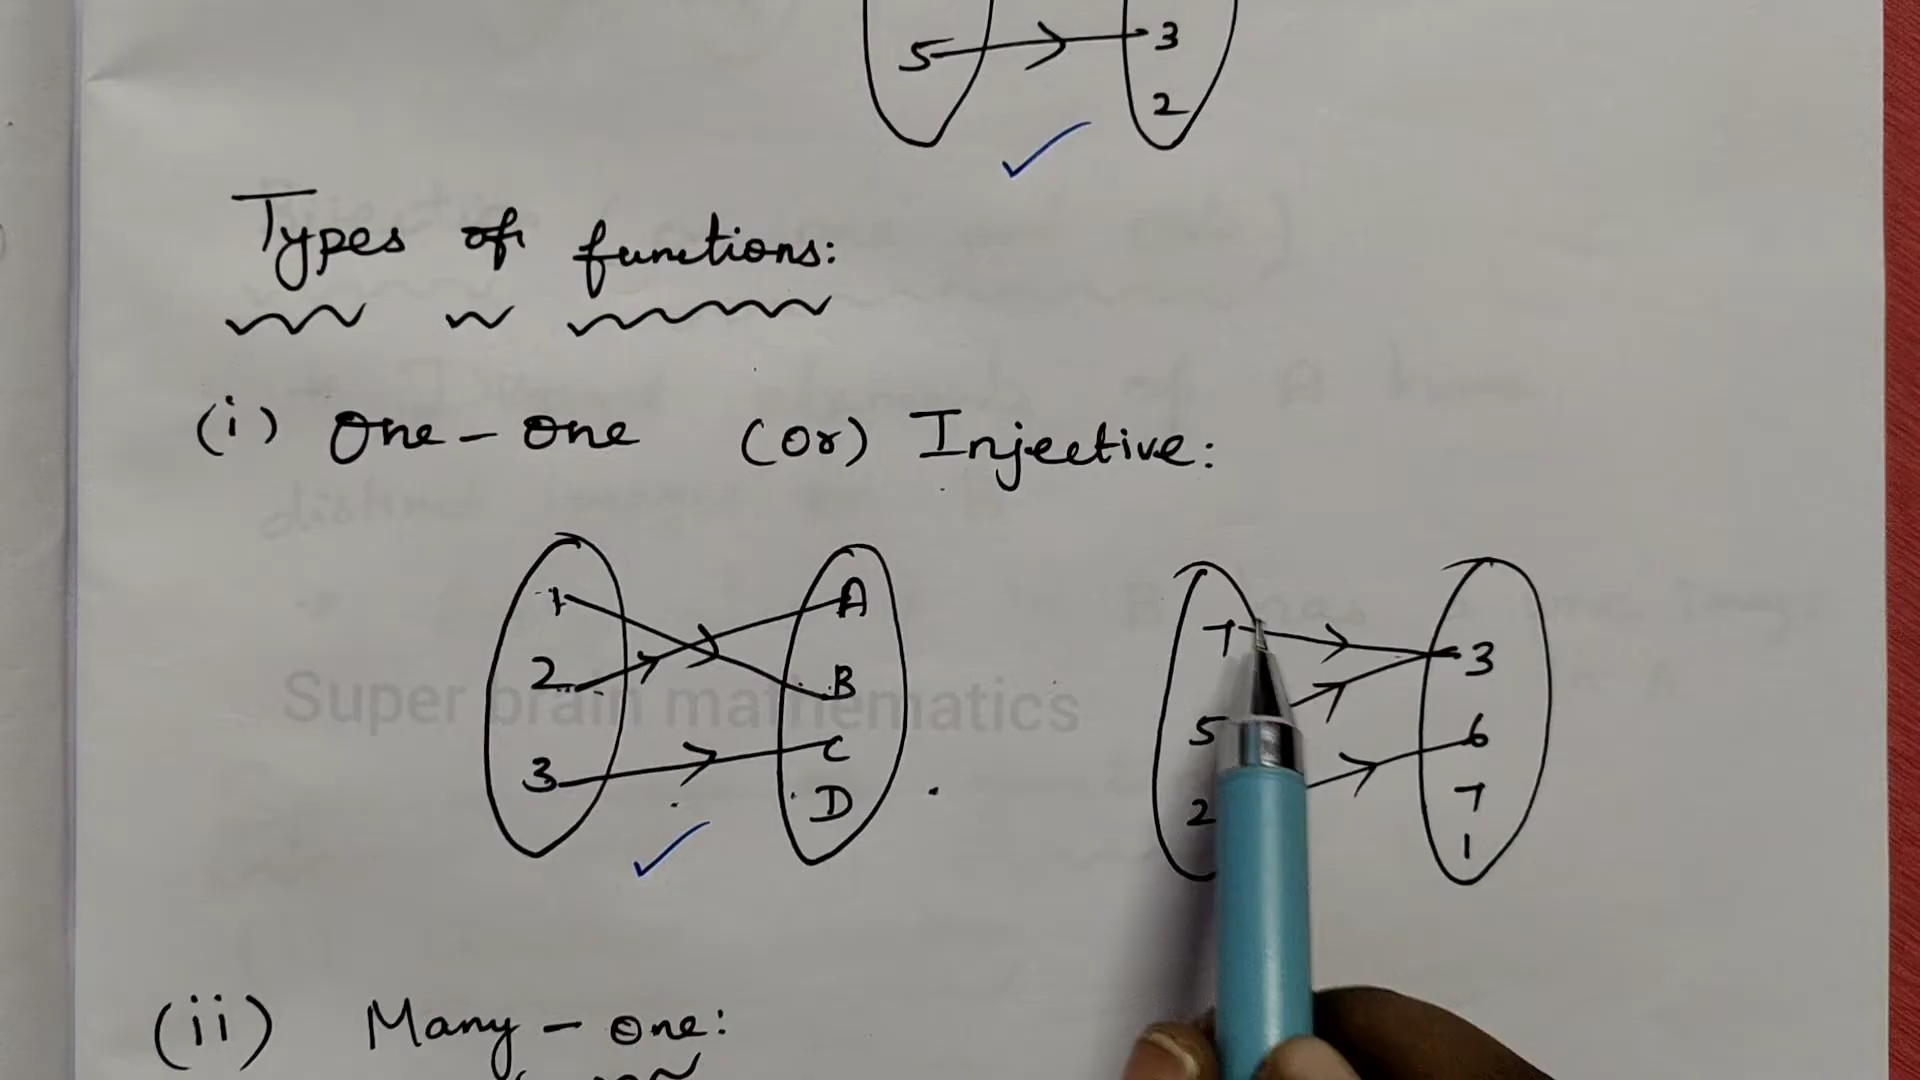 5 3
2
Types of functions:
(i) One-One (Or) Injective:
1 A 7 3
2 B 5 6
Super brain mathematics
3 C 2 7
D 1
(ii) Many-one: